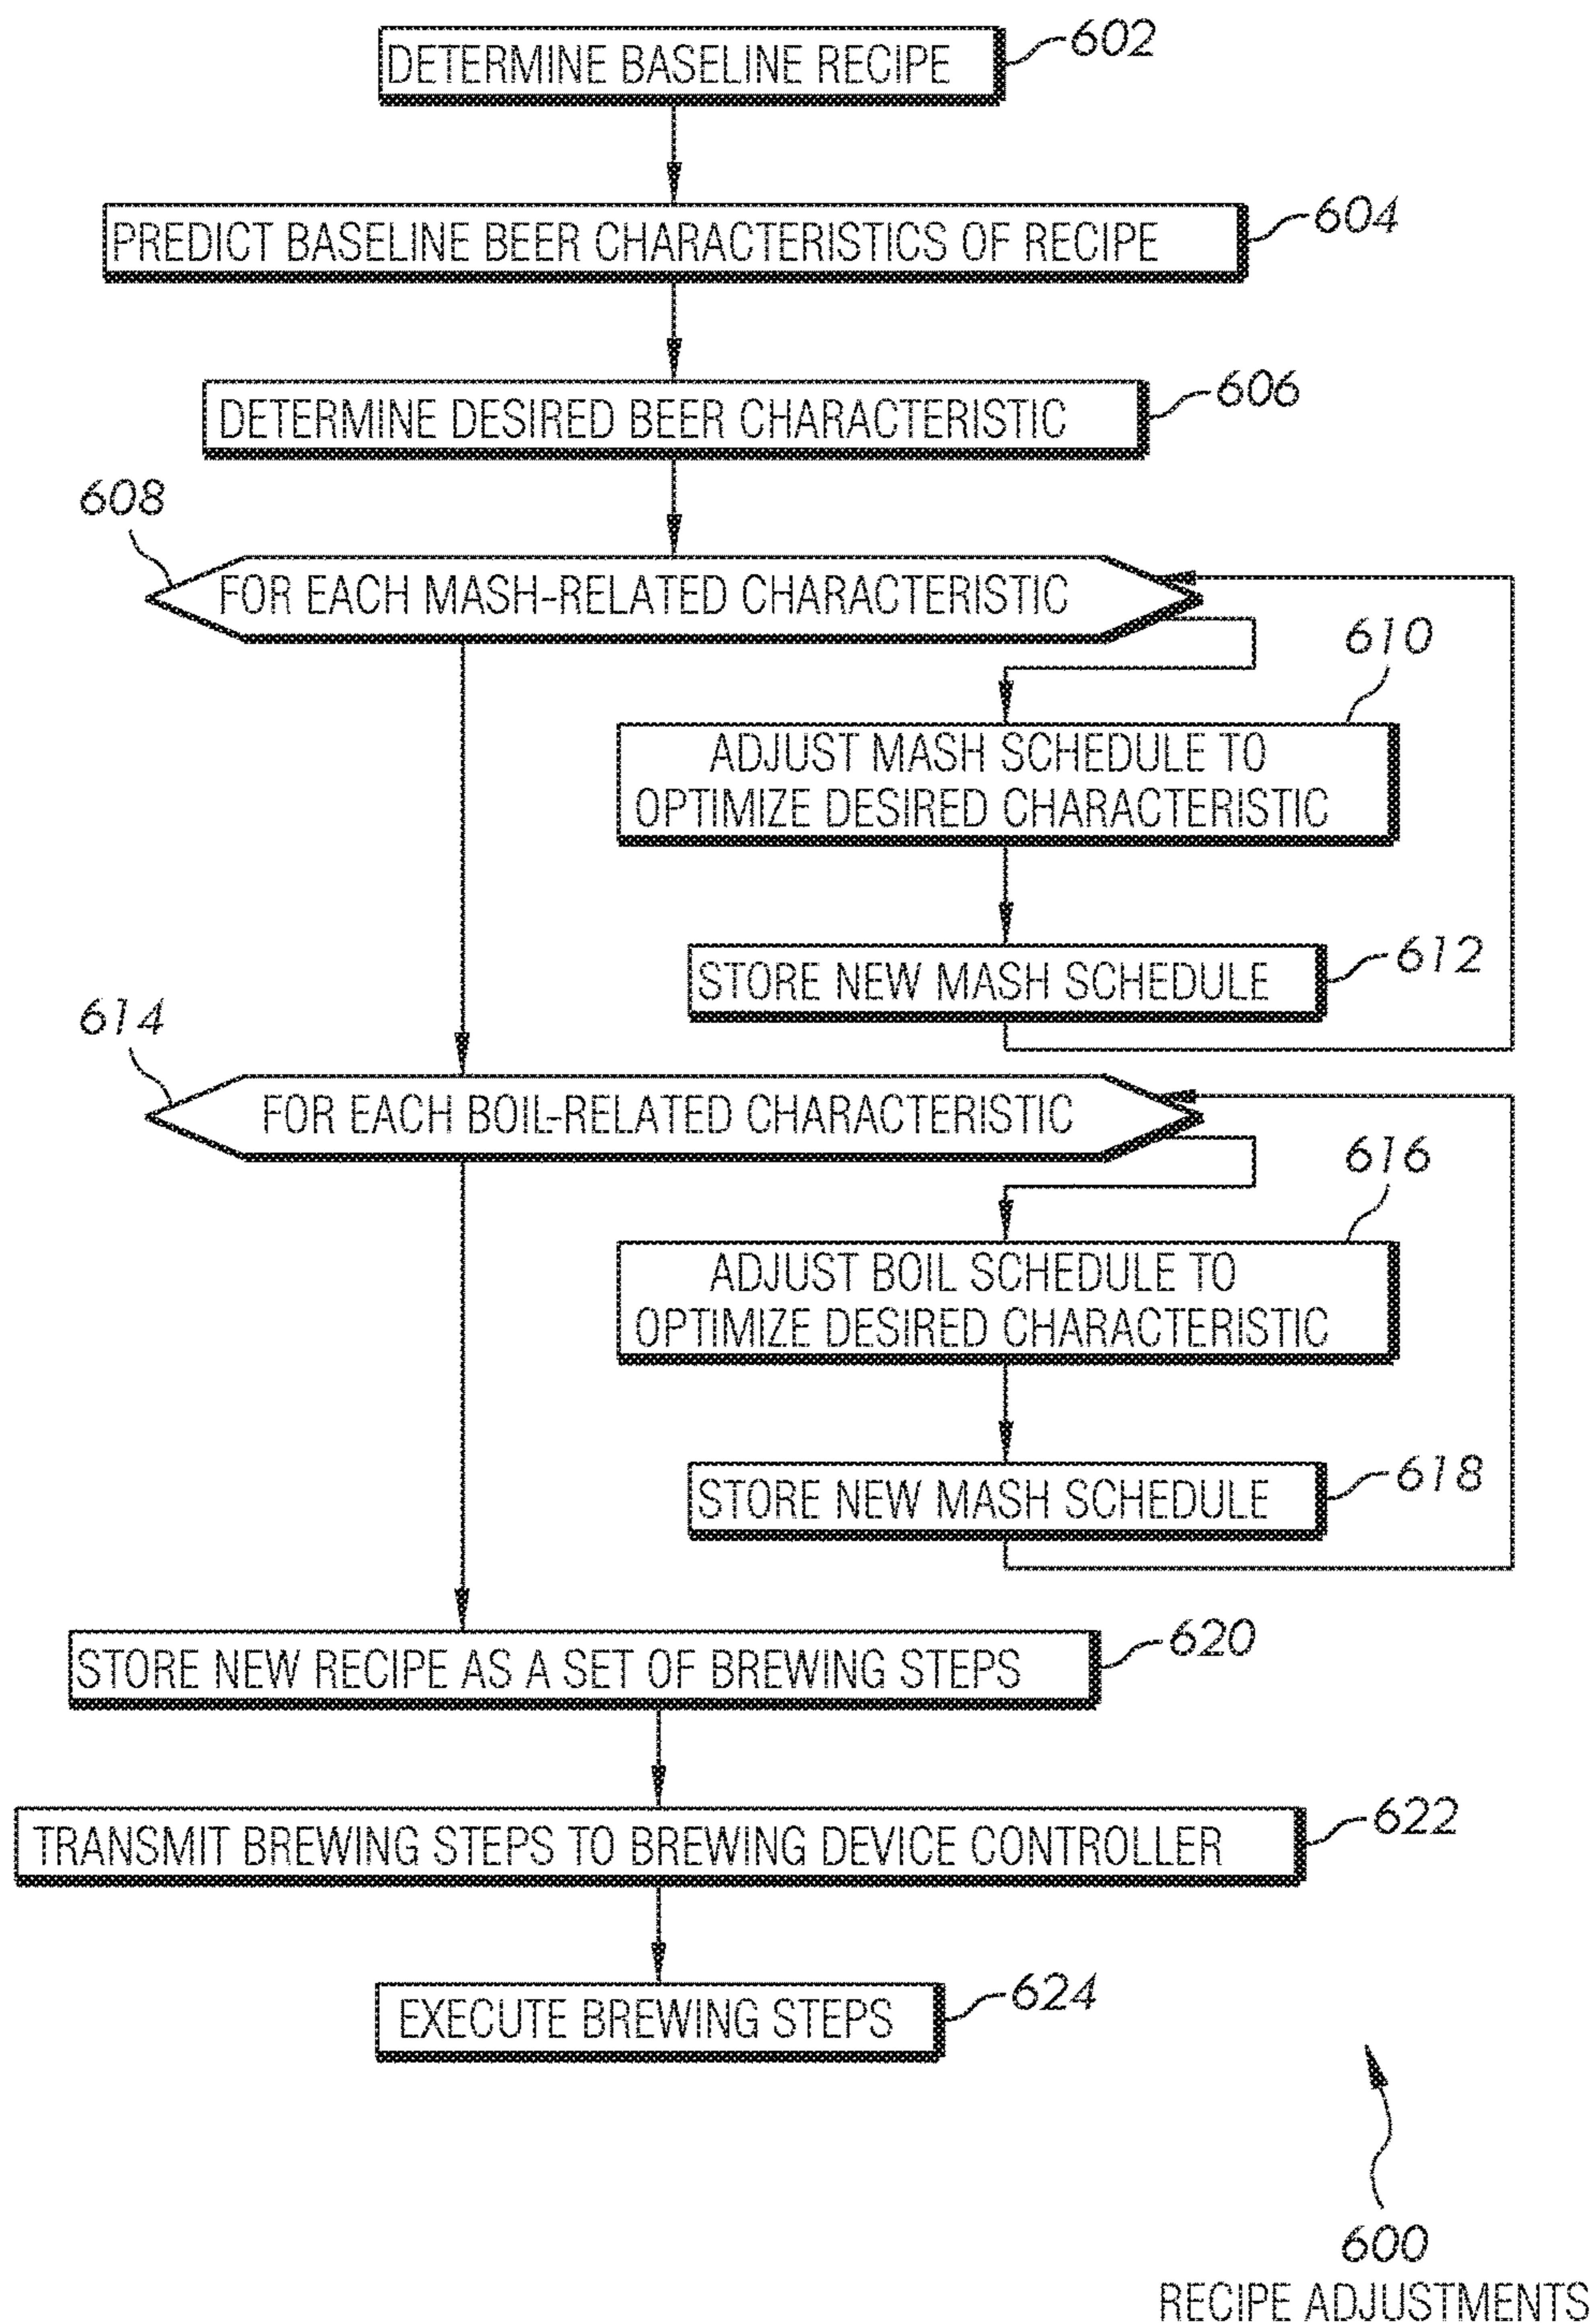 DETERMINE BASELINE RECIPE
602
PREDICT BASELINE BEER CHARACTERISTICS OF RECIPE
604
DETERMINE DESIRED BEER CHARACTERISTIC
606
608
FOR EACH MASH-RELATED CHARACTERISTIC
610
ADJUST MASH SCHEDULE TO
OPTIMIZE DESIRED CHARACTERISTIC
STORE NEW MASH SCHEDULE
612
614
FOR EACH BOIL-RELATED CHARACTERISTIC
616
ADJUST BOIL SCHEDULE TO
OPTIMIZE DESIRED CHARACTERISTIC
STORE NEW MASH SCHEDULE
618
STORE NEW RECIPE AS A SET OF BREWING STEPS
620
TRANSMIT BREWING STEPS TO BREWING DEVICE CONTROLLER
622
EXECUTE BREWING STEPS
624
600
RECIPE ADJUSTMENTS